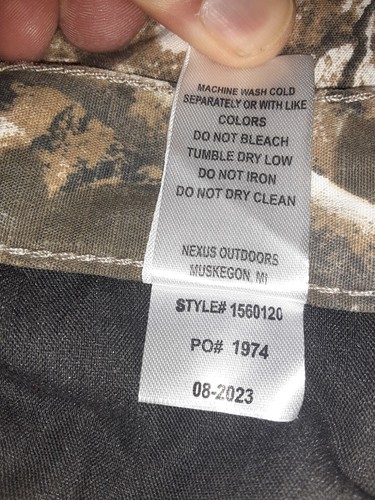 MACHINE WASH COLD
SEPARATELY OR WITH LIKE
COLORS
DO NOT BLEACH
TUMBLE DRY LOW
DO NOT IRON
DO NOT DRY CLEAN
NEXUS OUTDOORS
MUSKEGON, MI
STYLE# 1560120
PO# 1974
08-2023